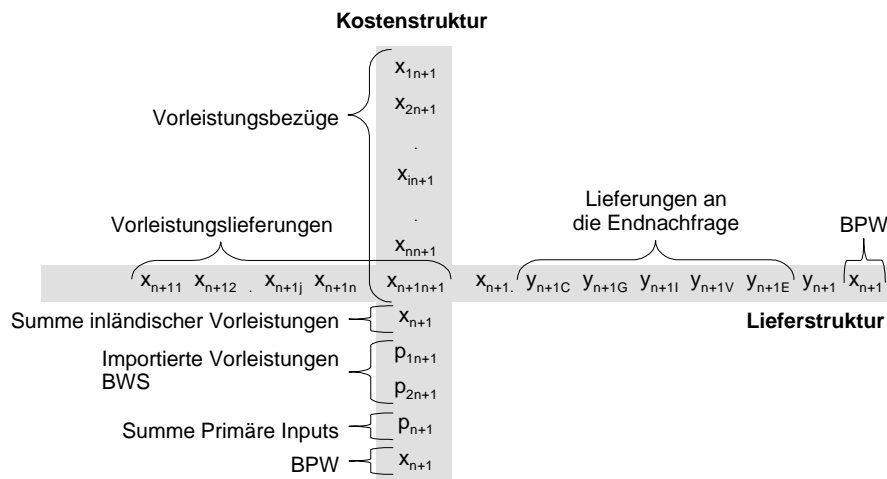 Kostenstruktur
x1n+1
x2n+1
Vorleistungsbezüge
.
xin+1
Lieferungen an
die Endnachfrage
Vorleistungslieferungen
.
BPW
xnn+1
xn+11 xn+12 . xn+1j xn+1n xn+1n+1 xn+1. yn+1C yn+1G yn+1I yn+1V yn+1E yn+1 xn+1
Summe inländischer Vorleistungen xn+1
Lieferstruktur
Importierte Vorleistungen p1n+1
BWS
p2n+1
Summe Primäre Inputs pn+1
BPW xn+1